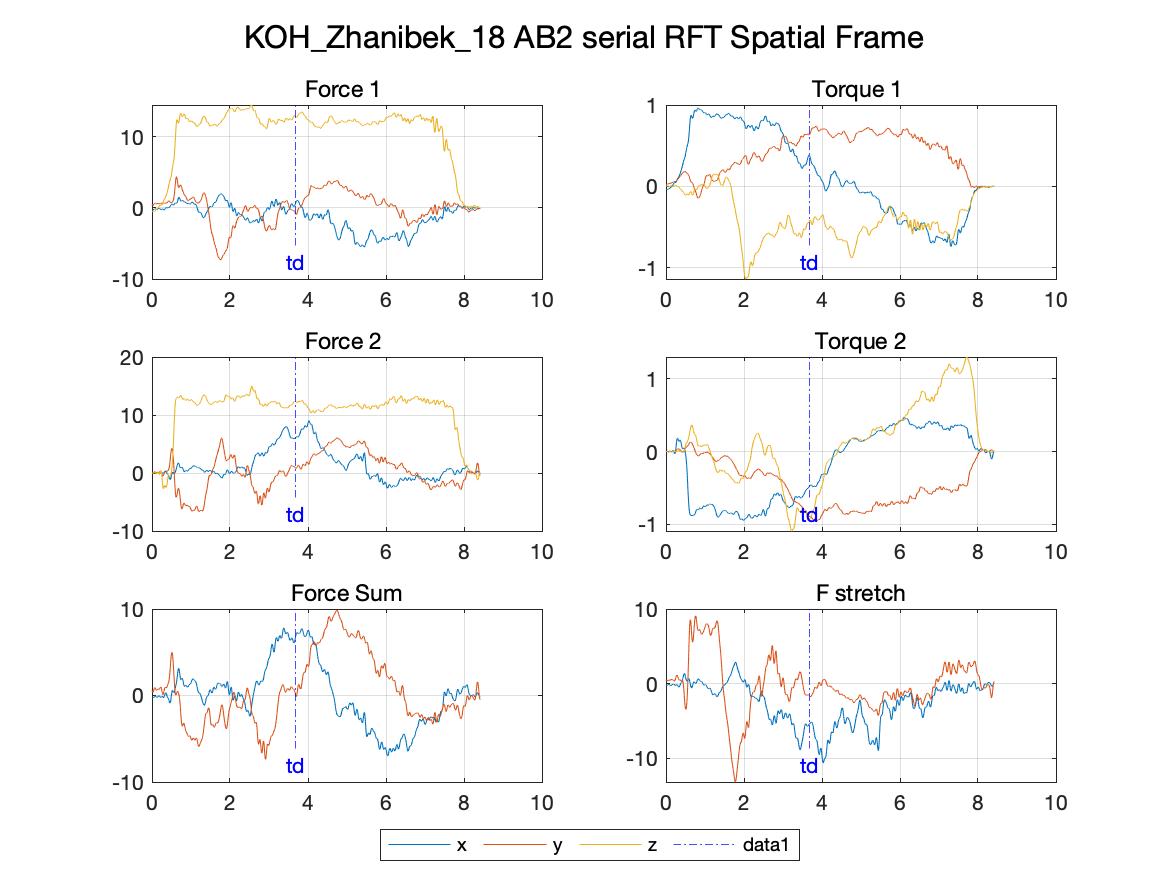 KOH_Zhanibek_18 AB2 serial RFT Spatial Frame
Force 1
10
0
-10
td
0 2 4 6 8 10
Torque 1
1
0
-1
td
0 2 4 6 8 10
Force 2
20
10
0
-10
td
0 2 4 6 8 10
Torque 2
1
0
-1
td
0 2 4 6 8 10
Force Sum
10
0
-10
td
0 2 4 6 8 10
F stretch
10
0
-10
td
0 2 4 6 8 10
x y z data1